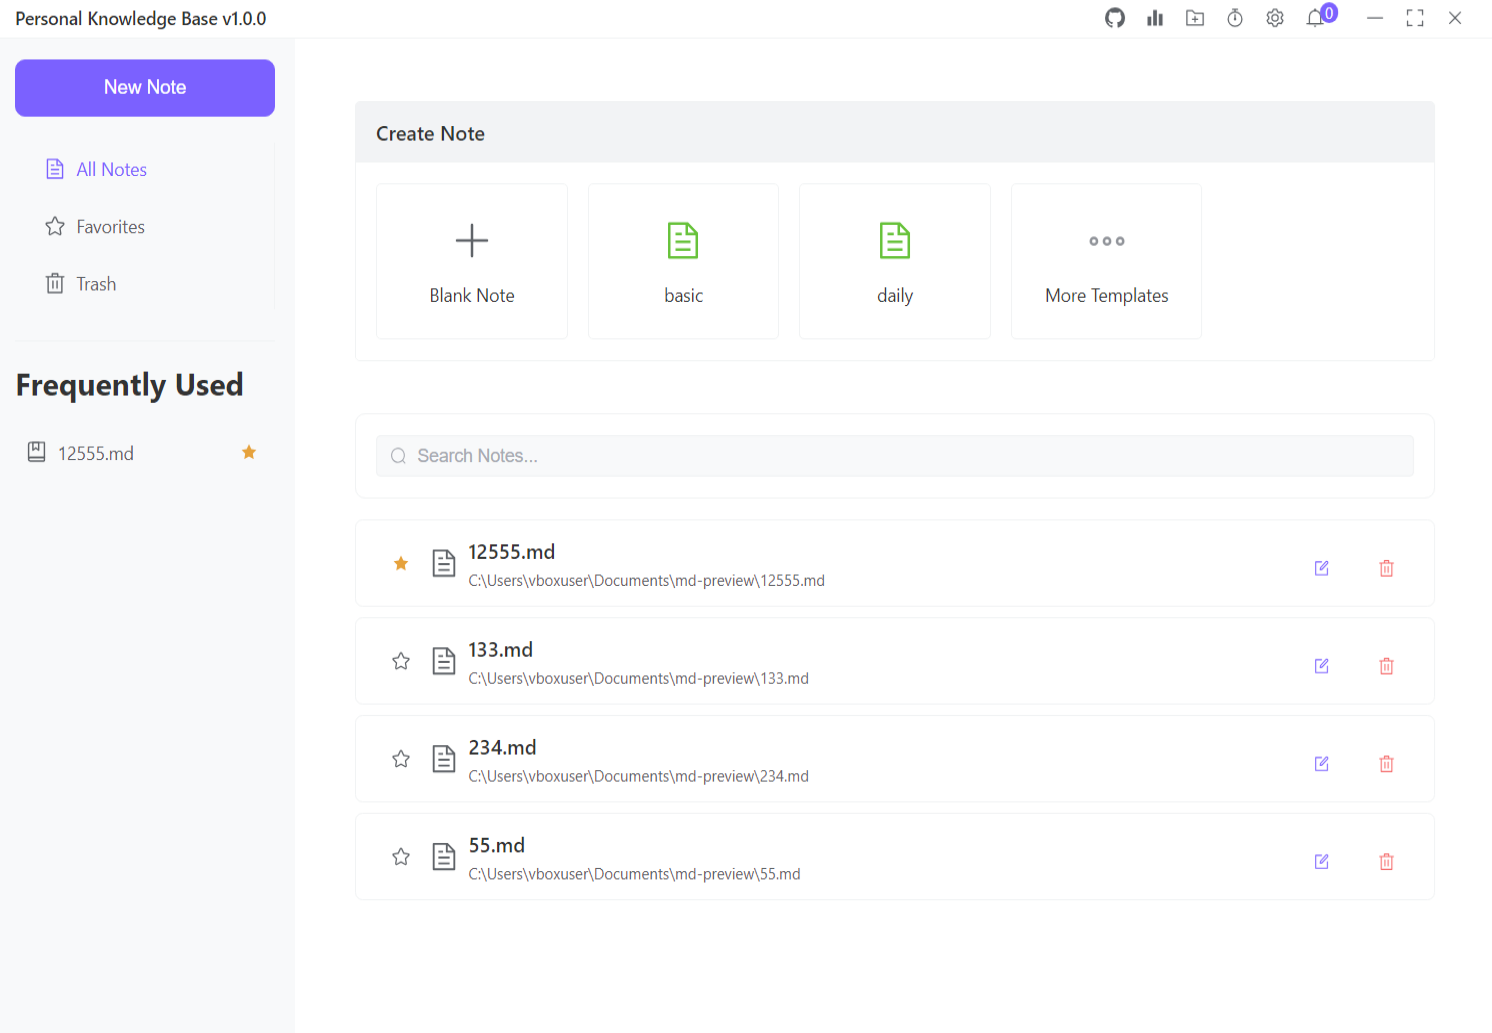 Personal Knowledge Base v1.0.0
0
New Note
All Notes
Favorites
Trash
Frequently Used
12555.md
Create Note
Blank Note
basic
daily
More Templates
Search Notes...
12555.md
C:\Users\vboxuser\Documents\md-preview\12555.md
133.md
C:\Users\vboxuser\Documents\md-preview\133.md
234.md
C:\Users\vboxuser\Documents\md-preview\234.md
55.md
C:\Users\vboxuser\Documents\md-preview\55.md